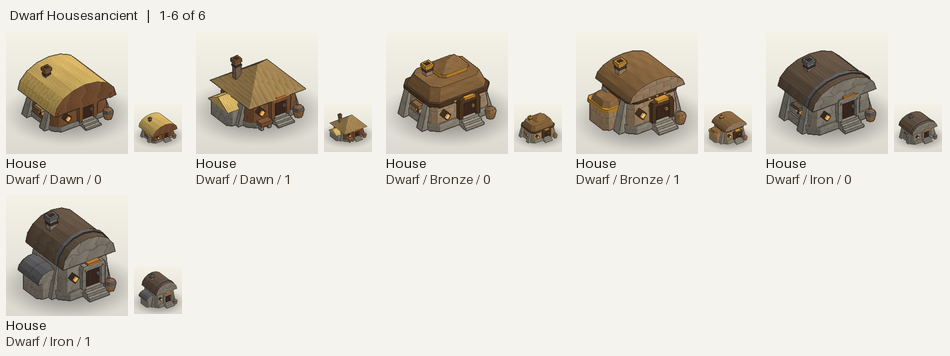 Dwarf Housesancient | 1-6 of 6
House
Dwarf / Dawn / 0
House
Dwarf / Dawn / 1
House
Dwarf / Bronze / 0
House
Dwarf / Bronze / 1
House
Dwarf / Iron / 0
House
Dwarf / Iron / 1